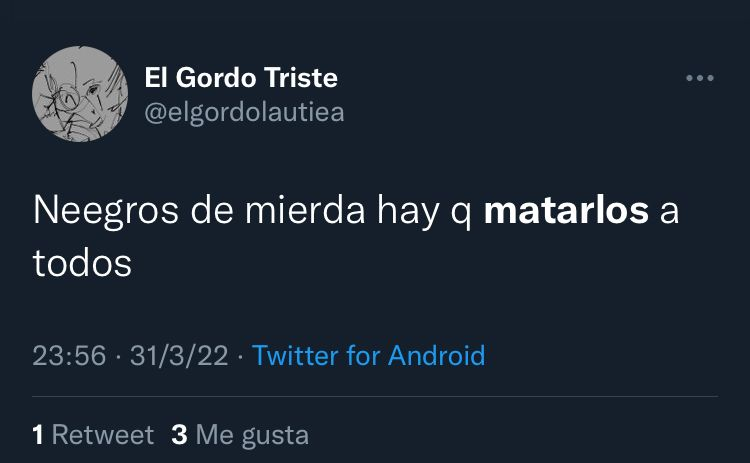 El Gordo Triste
@elgordolautiea
Neegros de mierda hay q matarlos a
todos
23:56 · 31/3/22 · Twitter for Android
1 Retweet 3 Me gusta